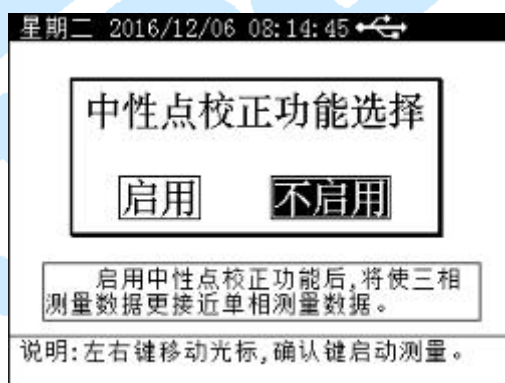 星期二 2016/12/06 08:14:45
中性点校正功能选择
启用 不启用
启用中性点校正功能后,将使三相
测量数据更接近单相测量数据。
说明:左右键移动光标,确认键启动测量。